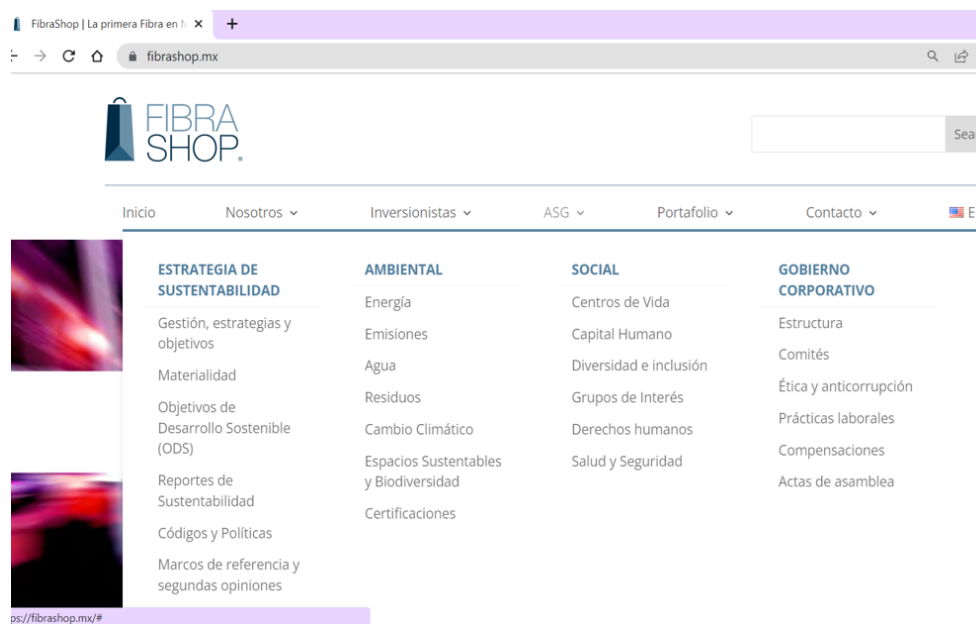 FibraShop | La primera Fibra en
fibrashop.mx
FIBRA
SHOP.
Inicio
Nosotros
Inversionistas
ASG
Portafolio
Contacto
ESTRATEGIA DE
SUSTENTABILIDAD
Gestión, estrategias y
objetivos
Materialidad
Objetivos de
Desarrollo Sostenible
(ODS)
Reportes de
Sustentabilidad
Códigos y Políticas
Marcos de referencia y
segundas opiniones
AMBIENTAL
Energía
Emisiones
Agua
Residuos
Cambio Climático
Espacios Sustentables
y Biodiversidad
Certificaciones
SOCIAL
Centros de Vida
Capital Humano
Diversidad e inclusión
Grupos de Interés
Derechos humanos
Salud y Seguridad
GOBIERNO
CORPORATIVO
Estructura
Comités
Ética y anticorrupción
Prácticas laborales
Compensaciones
Actas de asamblea
ps://fibrashop.mx/#